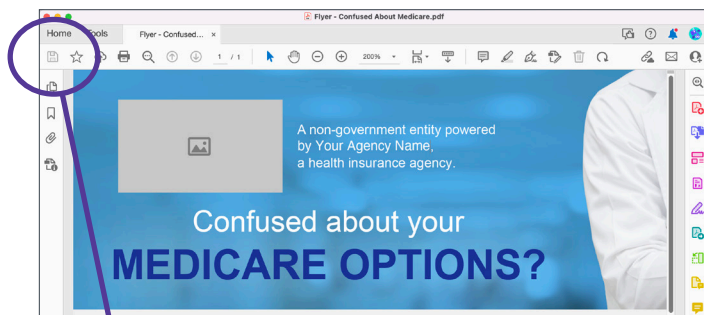 Flyer - Confused About Medicare.pdf
Home Tools Flyer - Confused... ×
1 / 1 200%
A non-government entity powered
by Your Agency Name,
a health insurance agency.
Confused about your
MEDICARE OPTIONS?